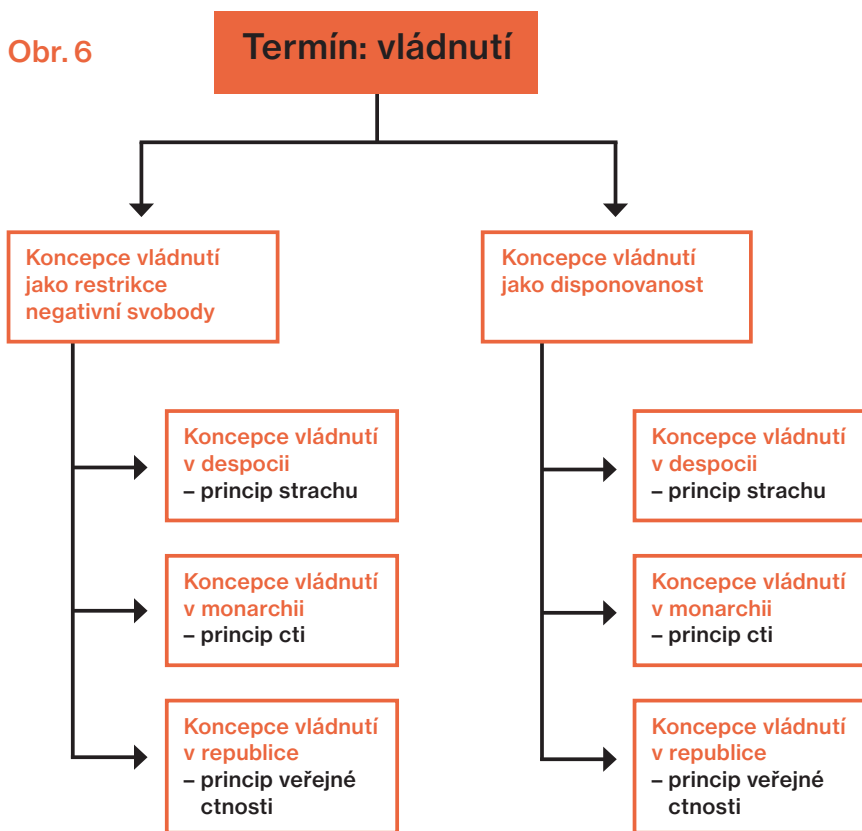 Obr. 6
Termín: vládnutí
Koncepce vládnutí
jako restrikce
negativní svobody
Koncepce vládnutí
v despocii
– princip strachu
Koncepce vládnutí
v monarchii
– princip cti
Koncepce vládnutí
v republice
– princip veřejné
ctnosti
Koncepce vládnutí
jako disponovanost
Koncepce vládnutí
v despocii
– princip strachu
Koncepce vládnutí
v monarchii
– princip cti
Koncepce vládnutí
v republice
– princip veřejné
ctnosti